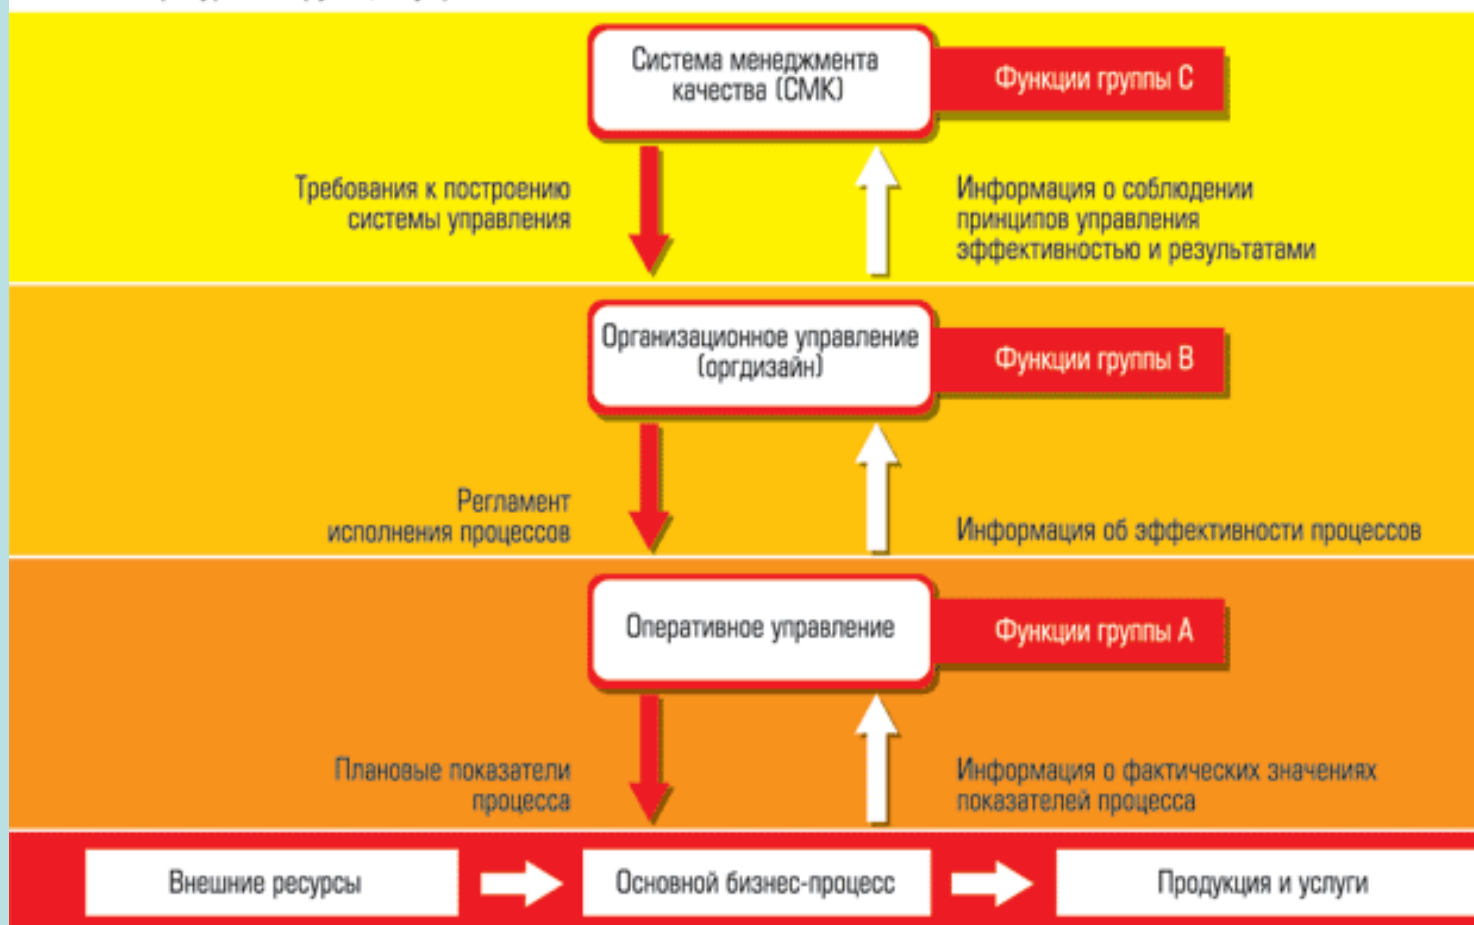 Система менеджмента
качества (СМК)
Функции группы С
Требования к построению
системы управления
Информация о соблюдении
принципов управления
эффективностью и результатами
Организационное управление
(оргдизайн)
Функции группы В
Регламент
исполнения процессов
Информация об эффективности процессов
Оперативное управление
Функции группы А
Плановые показатели
процесса
Информация о фактических значениях
показателей процесса
Внешние ресурсы
Основной бизнес-процесс
Продукция и услуги